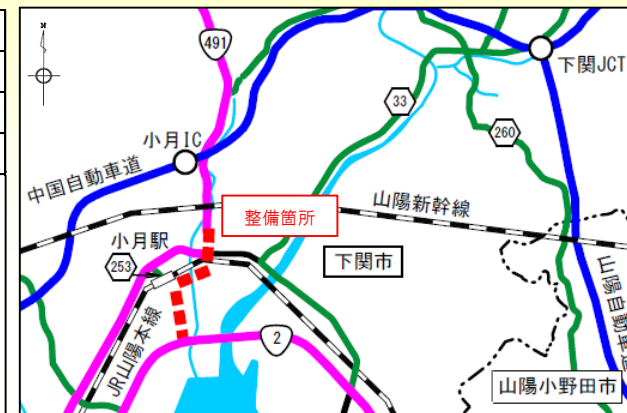 491
下関JCT
33
小月IC
260
中国自動車道
整備箇所
山陽新幹線
小月駅
253
下関市
山陽自動車道
JR山陽本線
2
山陽小野田市